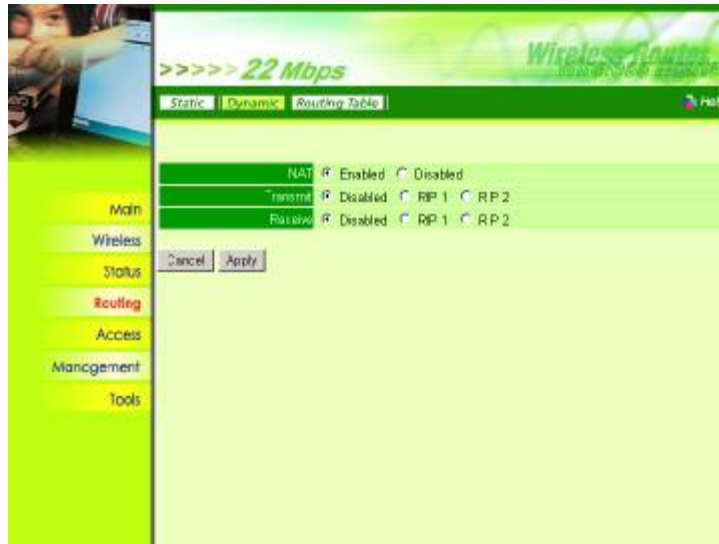 >>>>> 22 Mbps
Wireless Router
Static Dynamic Routing Table
NAT Enabled Disabled
Transmit Disabled RIP 1 RIP 2
Receive Disabled RIP 1 RIP 2
Cancel Apply
Main
Wireless
Status
Routing
Access
Management
Tools